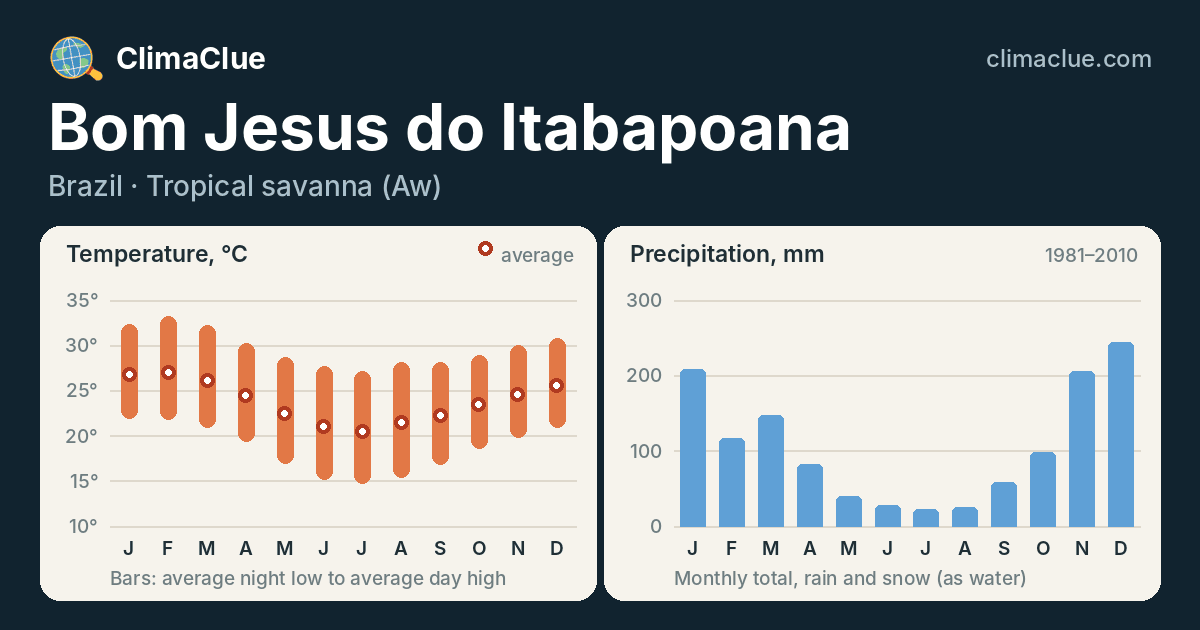 ClimaClue
climaclue.com
Bom Jesus do Itabapoana
Brazil · Tropical savanna (Aw)
Temperature, °C
average
35°
30°
25°
20°
15°
10°
J F M A M J J A S O N D
Bars: average night low to average day high
Precipitation, mm
1981–2010
300
200
100
0
J F M A M J J A S O N D
Monthly total, rain and snow (as water)